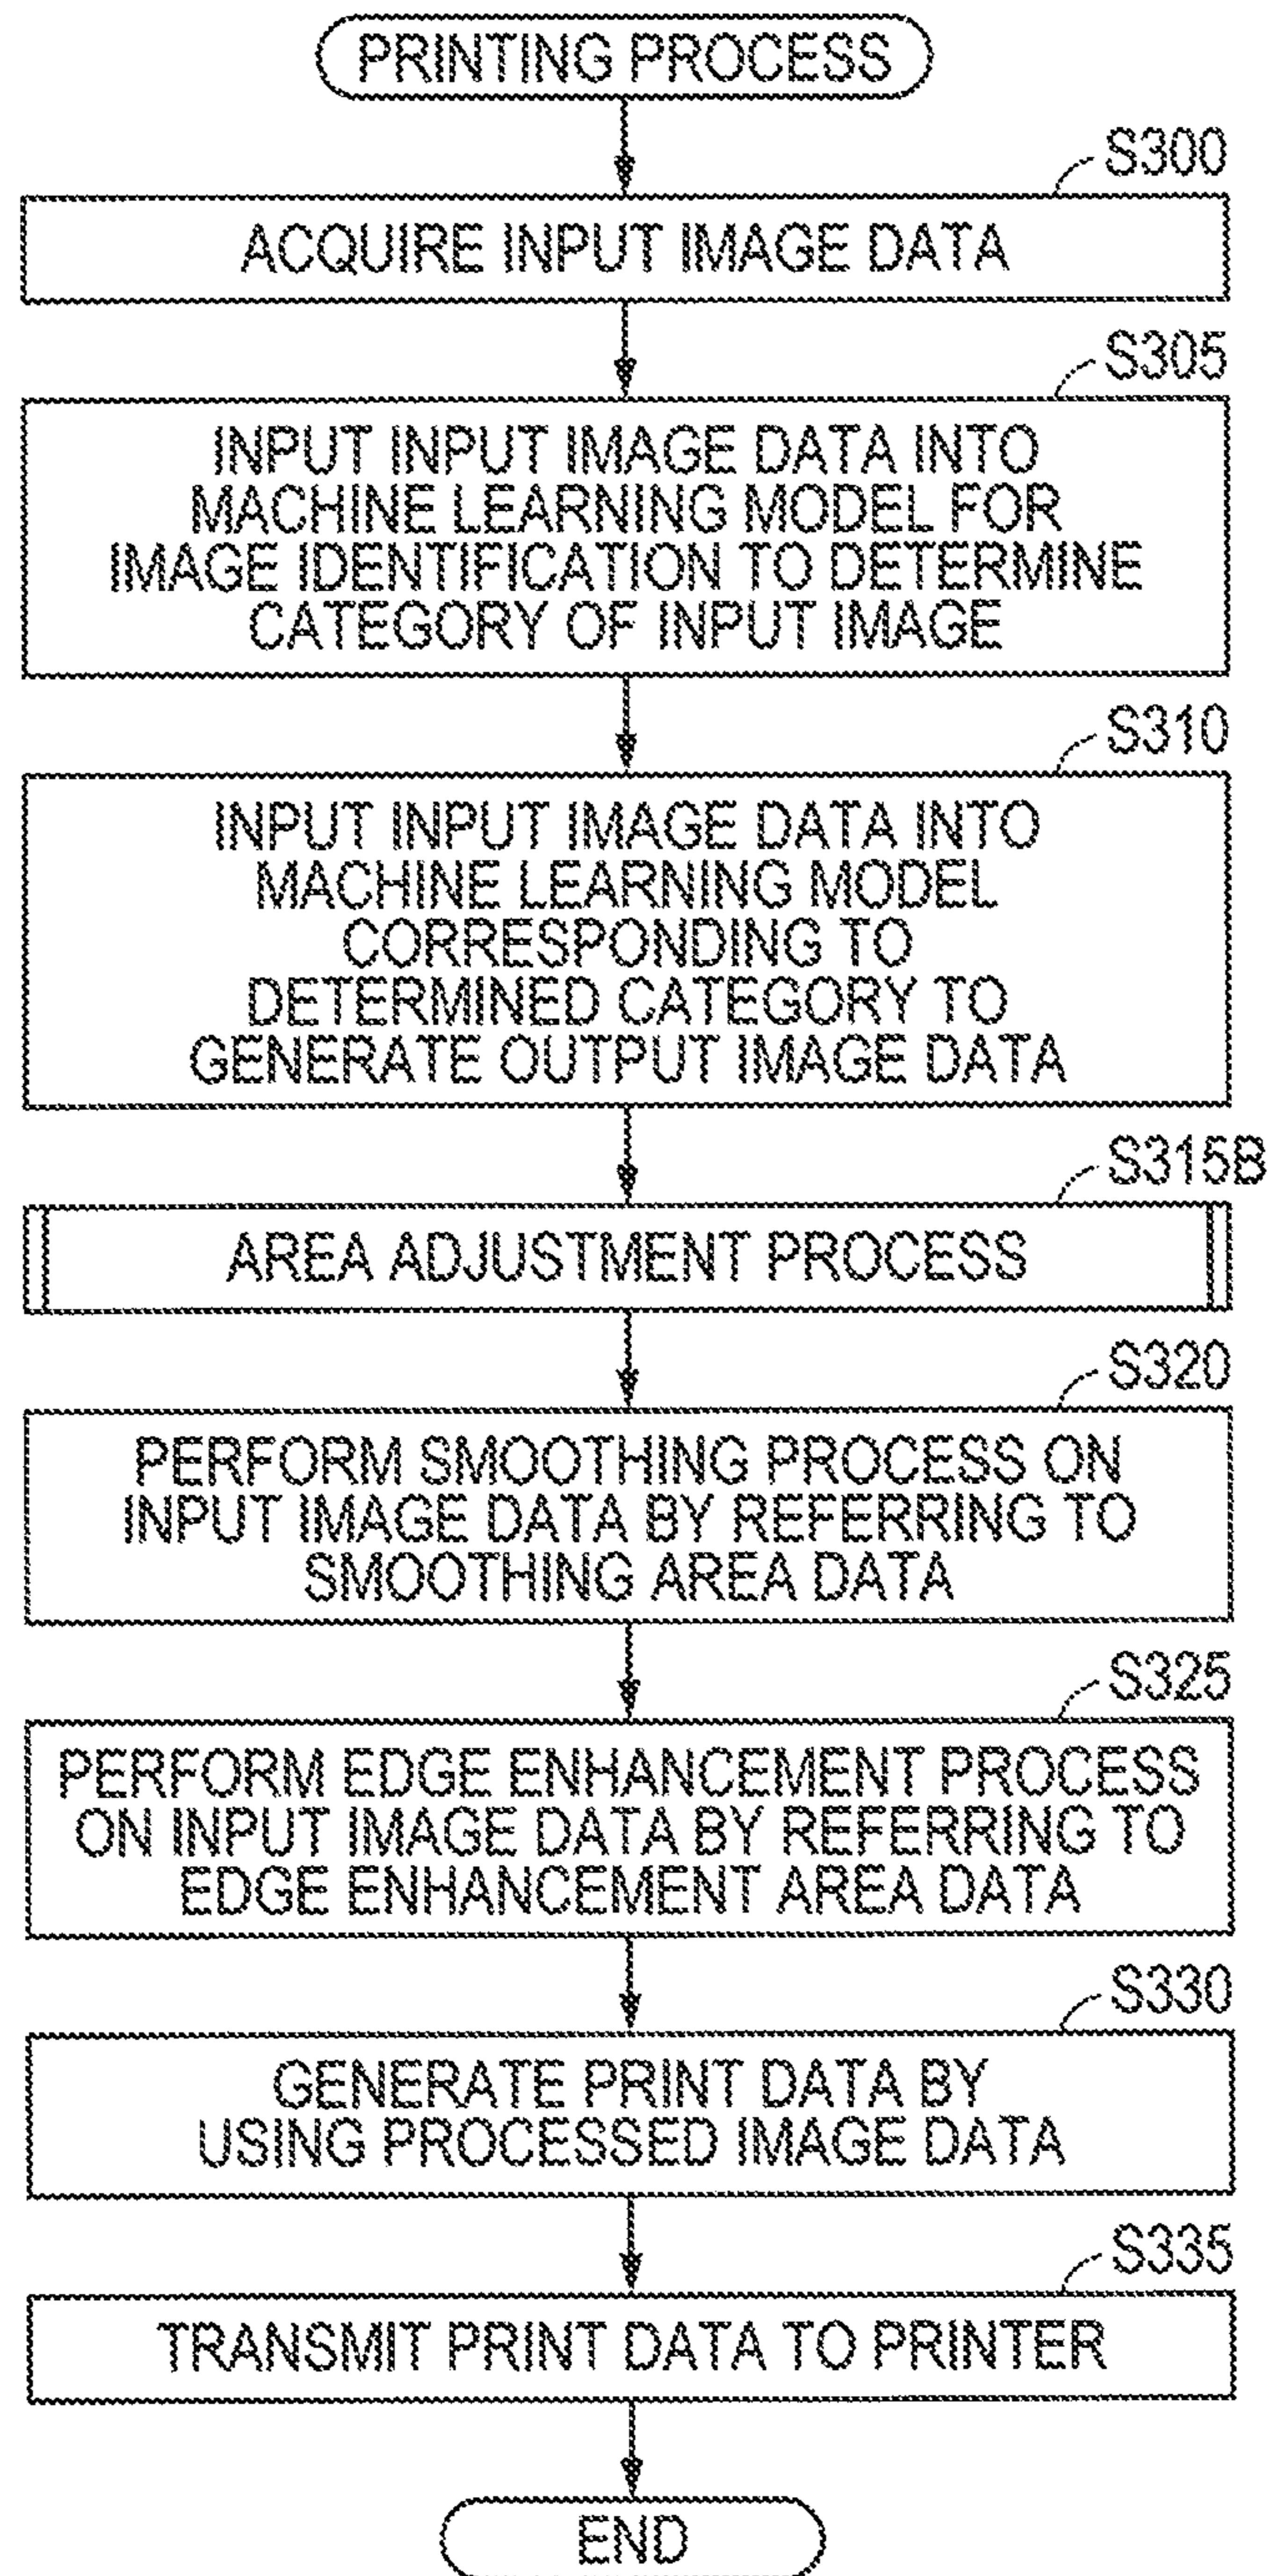 PRINTING PROCESS
S300
ACQUIRE INPUT IMAGE DATA
S305
INPUT INPUT IMAGE DATA INTO
MACHINE LEARNING MODEL FOR
IMAGE IDENTIFICATION TO DETERMINE
CATEGORY OF INPUT IMAGE
S310
INPUT INPUT IMAGE DATA INTO
MACHINE LEARNING MODEL
CORRESPONDING TO
DETERMINED CATEGORY TO
GENERATE OUTPUT IMAGE DATA
S315B
AREA ADJUSTMENT PROCESS
S320
PERFORM SMOOTHING PROCESS ON
INPUT IMAGE DATA BY REFERRING TO
SMOOTHING AREA DATA
S325
PERFORM EDGE ENHANCEMENT PROCESS
ON INPUT IMAGE DATA BY REFERRING TO
EDGE ENHANCEMENT AREA DATA
S330
GENERATE PRINT DATA BY
USING PROCESSED IMAGE DATA
S335
TRANSMIT PRINT DATA TO PRINTER
END